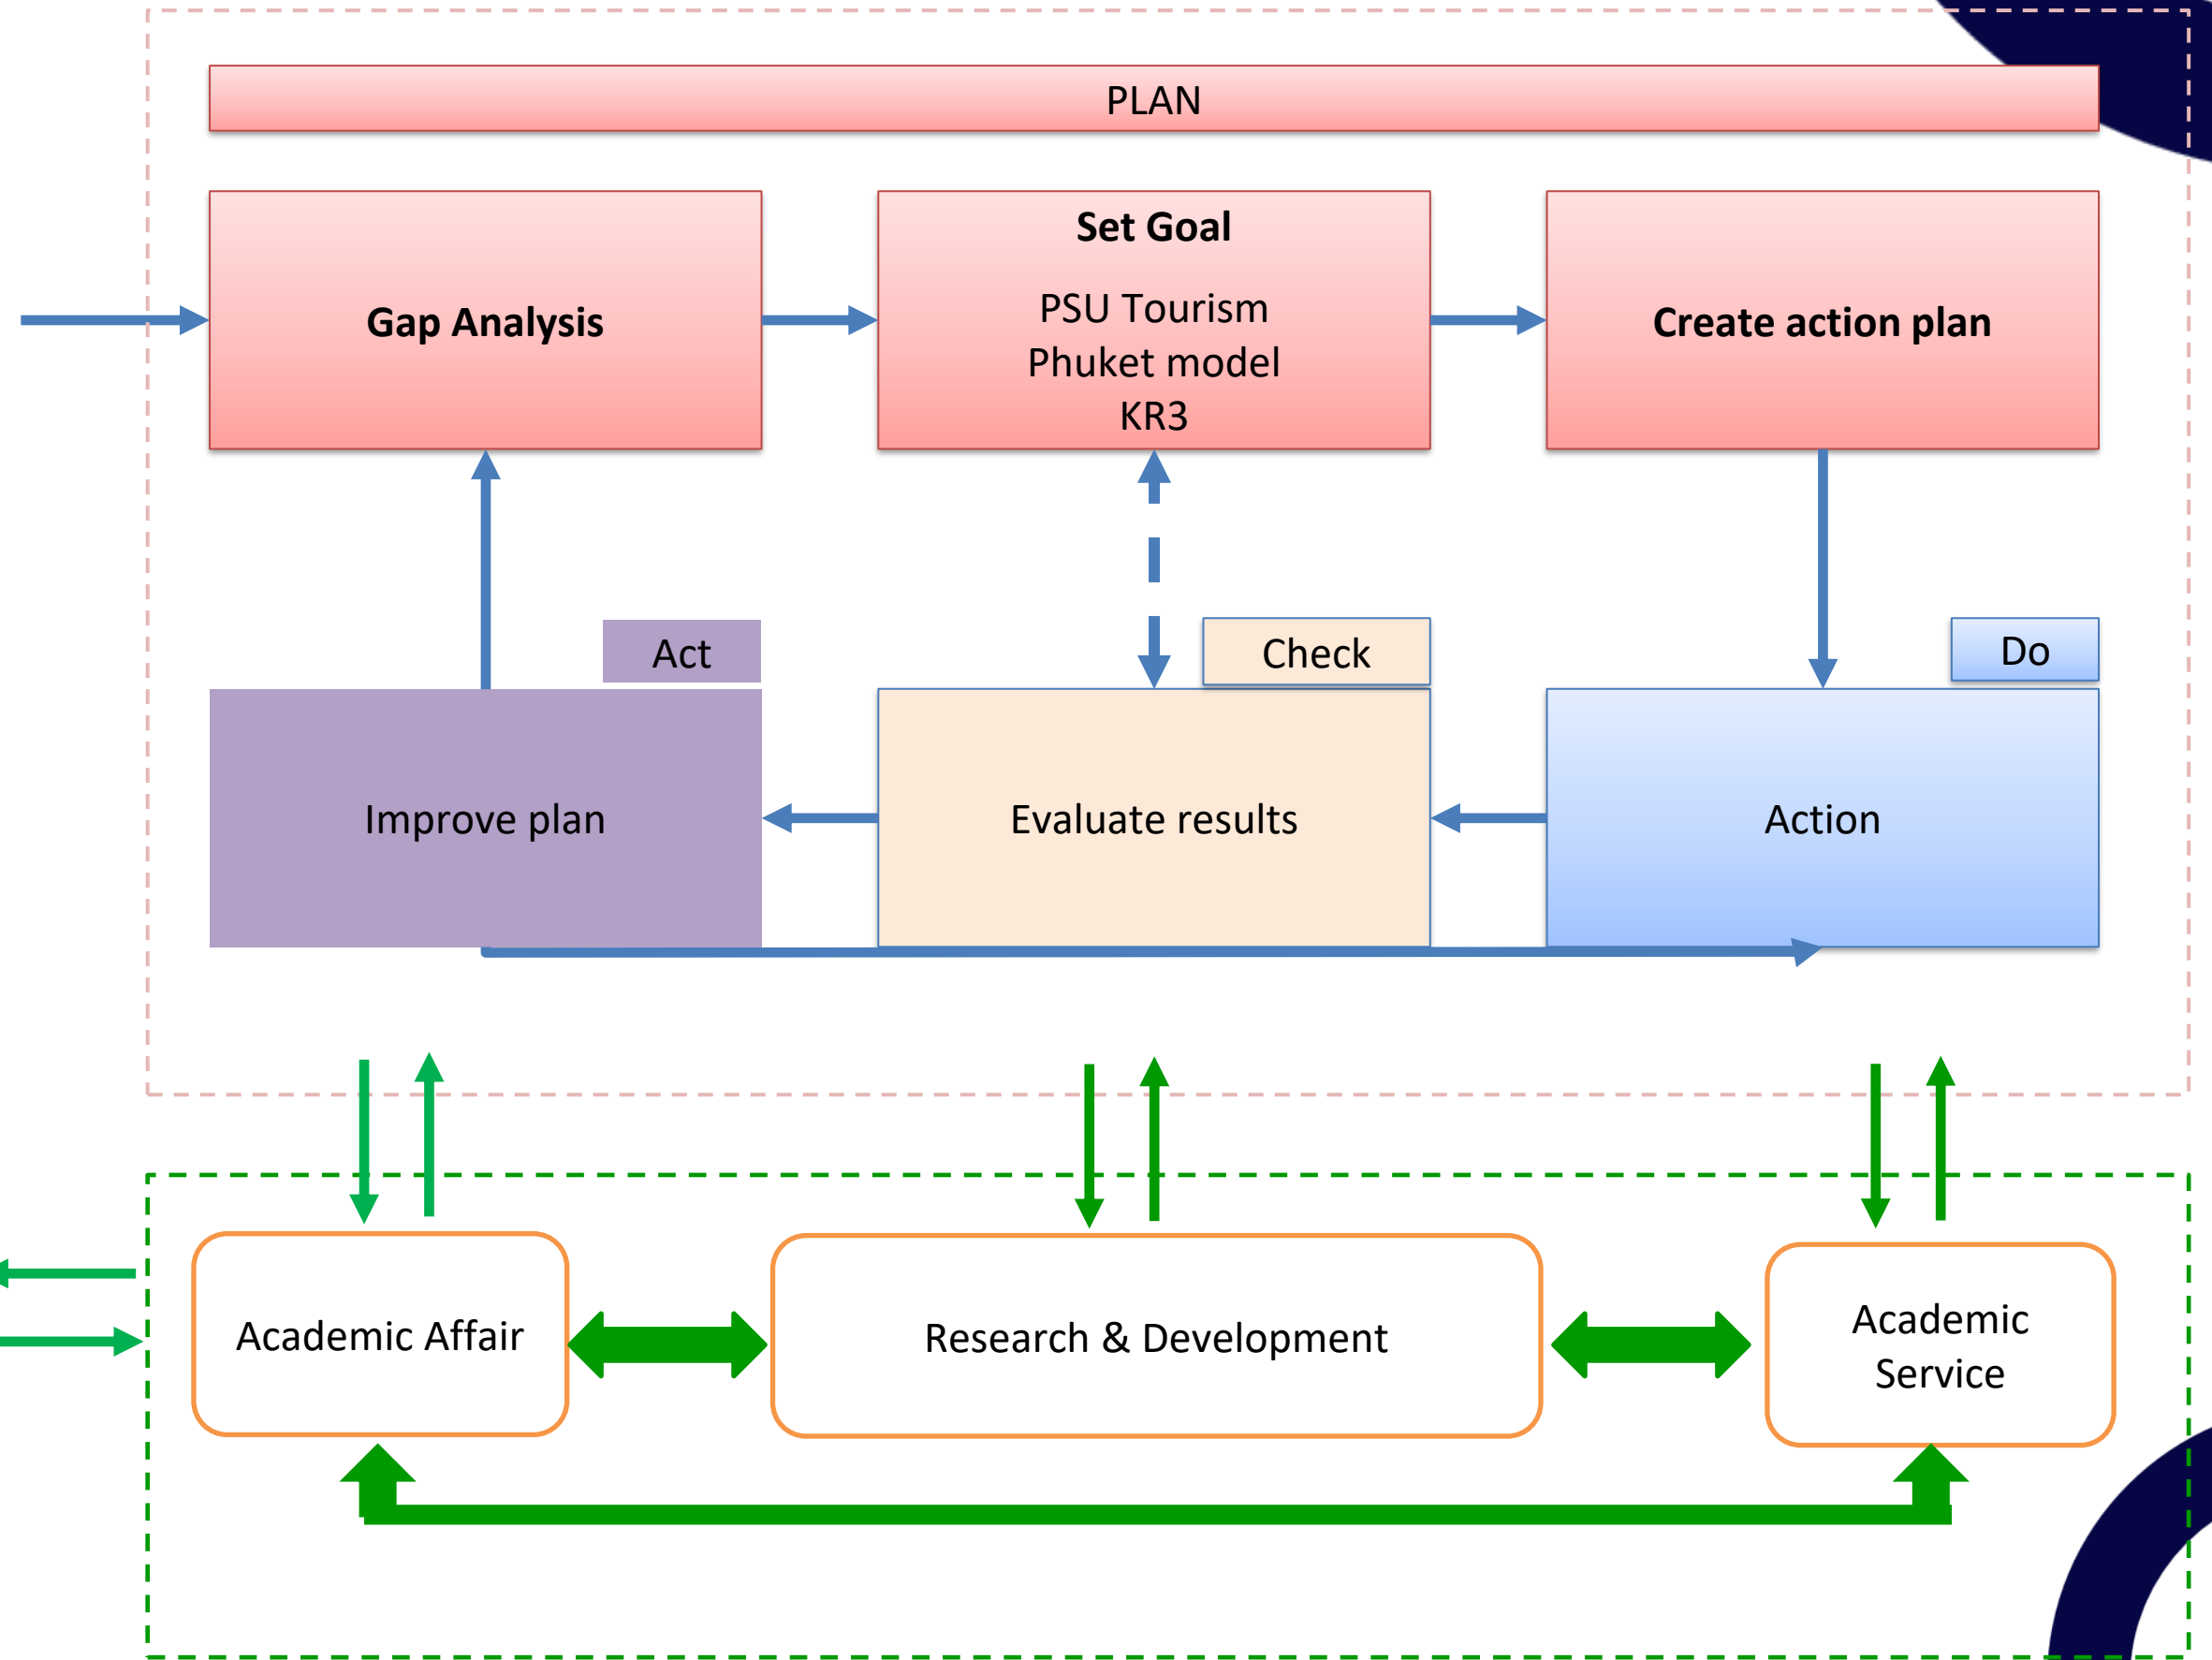 PLAN
Gap Analysis
Set Goal
PSU Tourism
Phuket model
KR3
Create action plan
Act
Check
Do
Improve plan
Evaluate results
Action
Academic Affair
Research & Development
Academic
Service